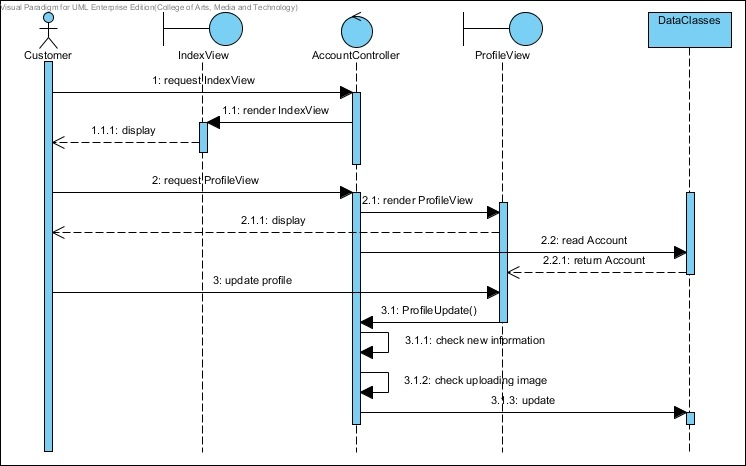 Visual Paradigm for UML Enterprise Edition(College of Arts, Media and Technology)
DataClasses
Customer
IndexView
AccountController
ProfileView
1: request IndexView
1.1: render IndexView
1.1.1: display
2: request ProfileView
2.1: render ProfileView
2.1.1: display
2.2: read Account
2.2.1: return Account
3: update profile
3.1: ProfileUpdate()
3.1.1: check new information
3.1.2: check uploading image
3.1.3: update